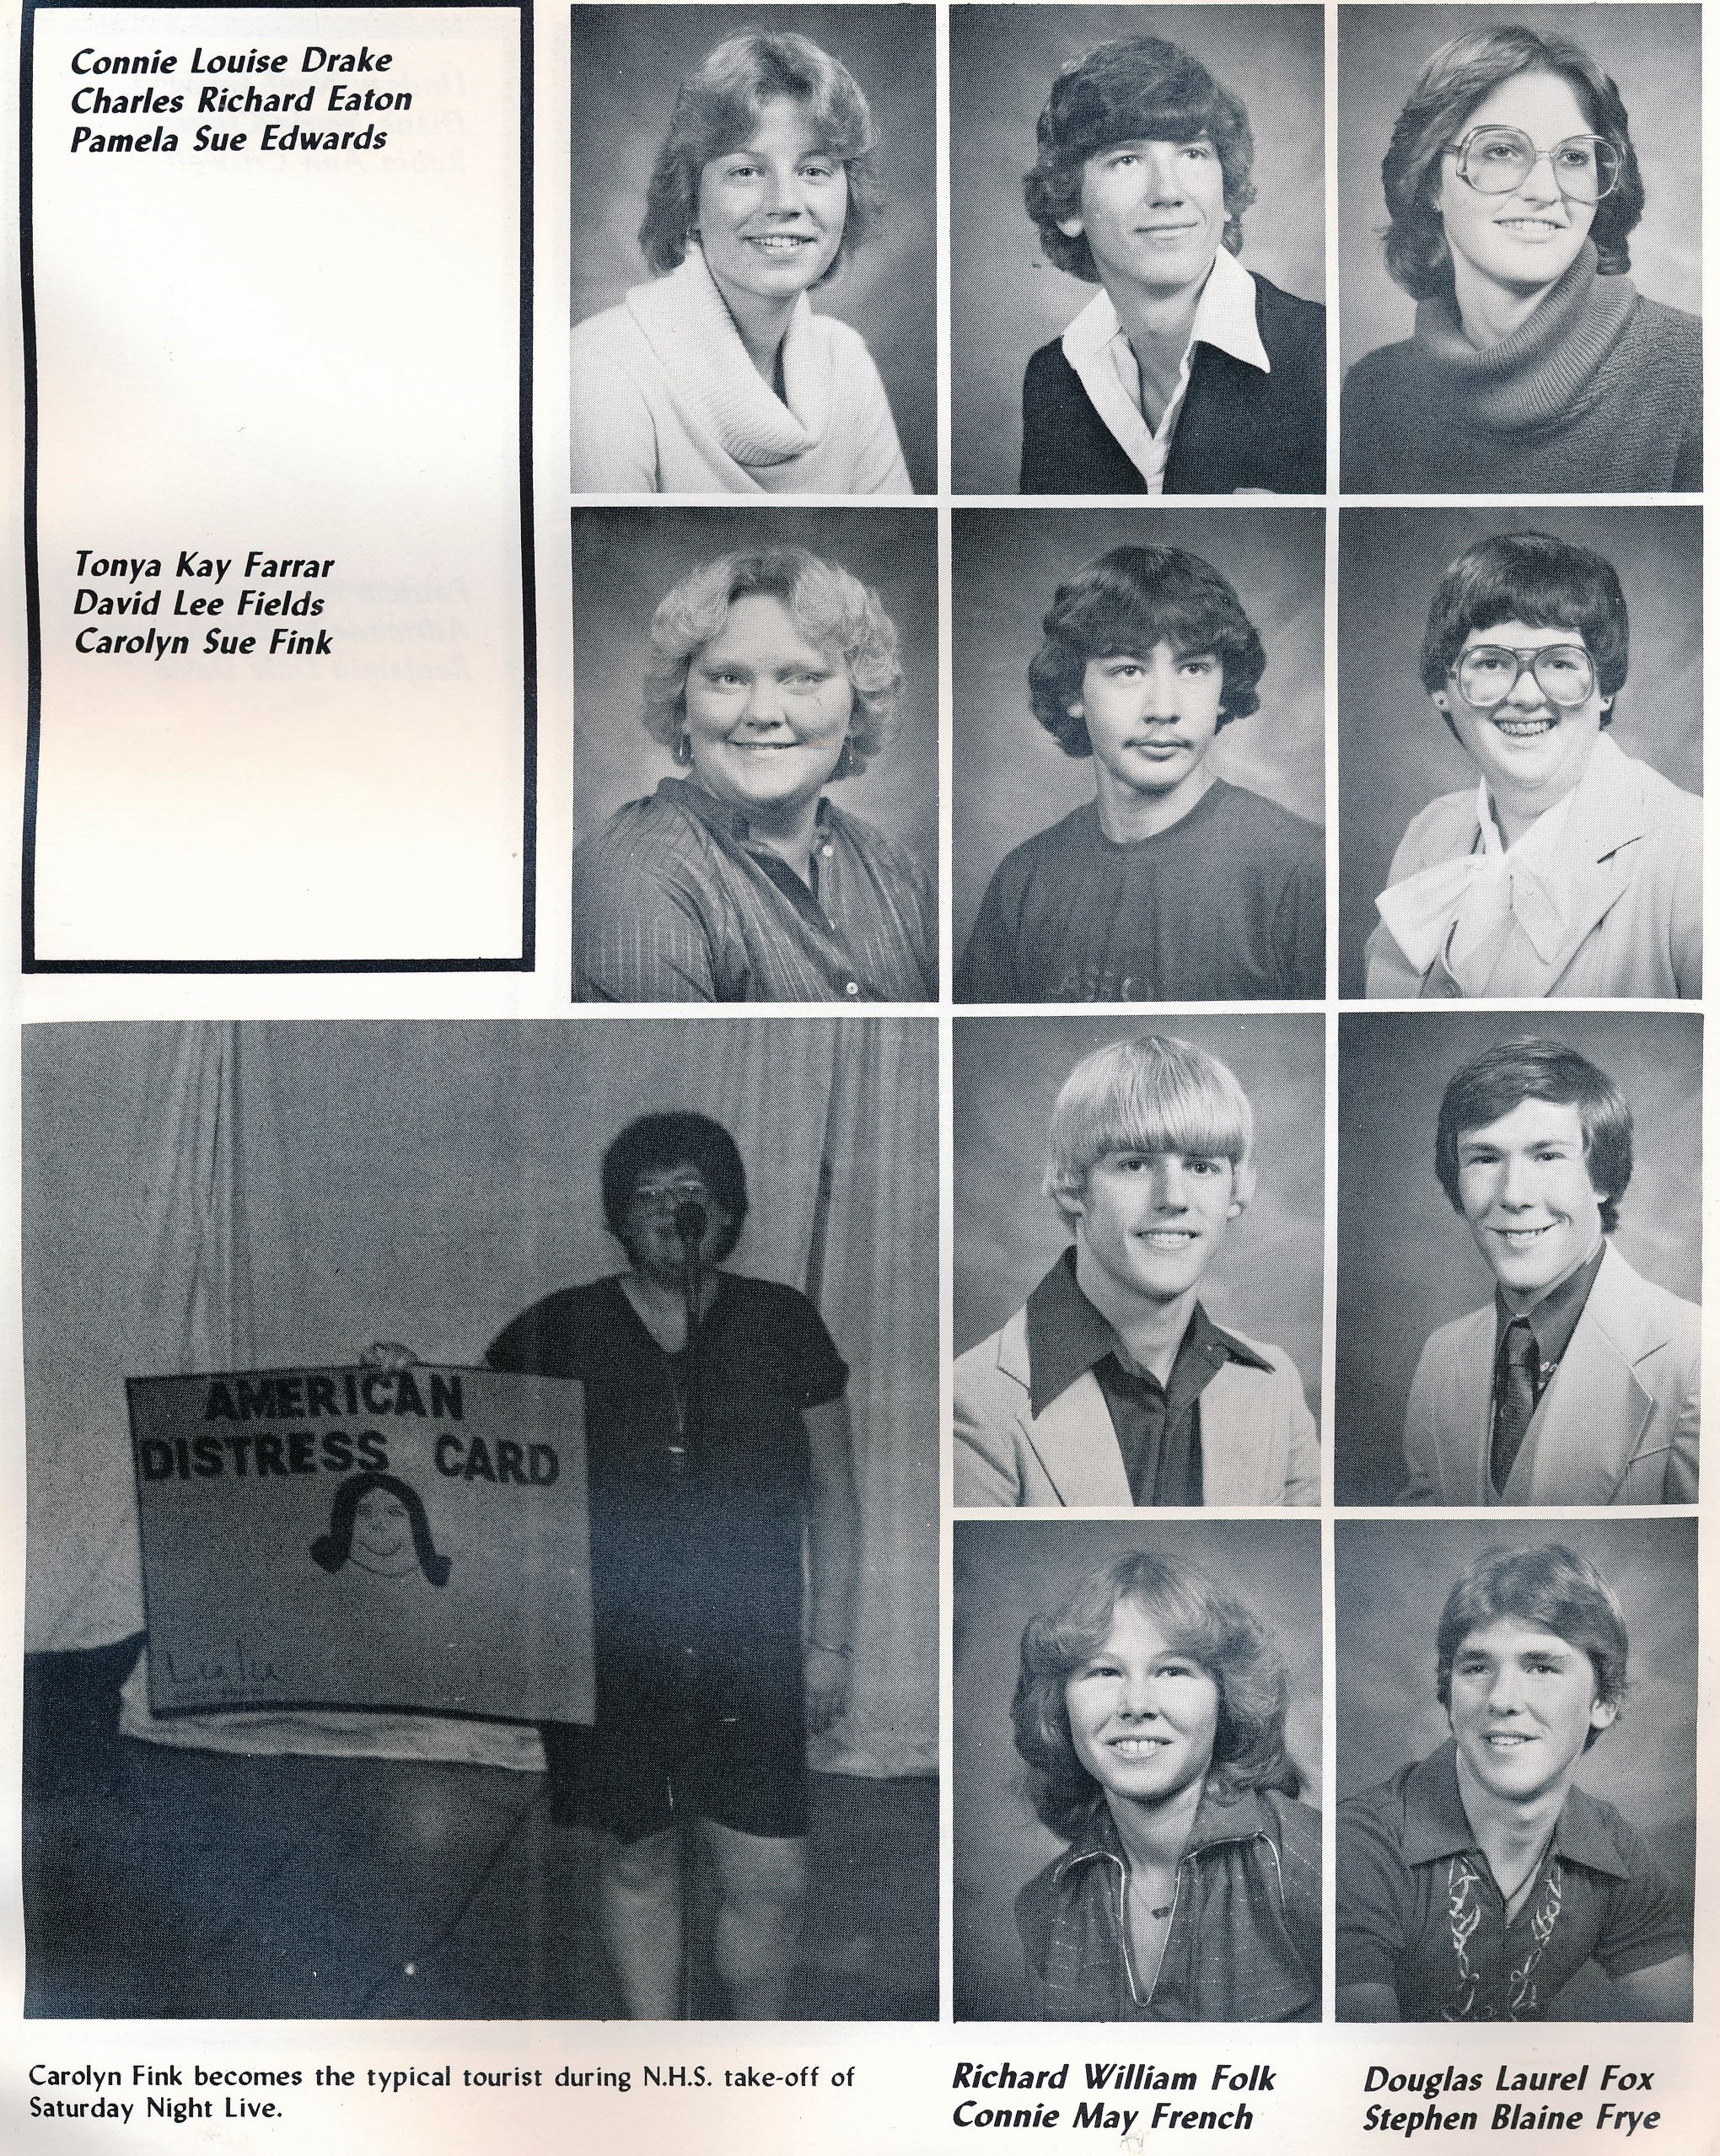 Connie Louise Drake
Charles Richard Eaton
Pamela Sue Edwards
Tonya Kay Farrar
David Lee Fields
Carolyn Sue Fink
AMERICAN
DISTRESS CARD
Lulu
Carolyn Fink becomes the typical tourist during N.H.S. take-off of
Saturday Night Live.
Richard William Folk
Connie May French
Douglas Laurel Fox
Stephen Blaine Frye